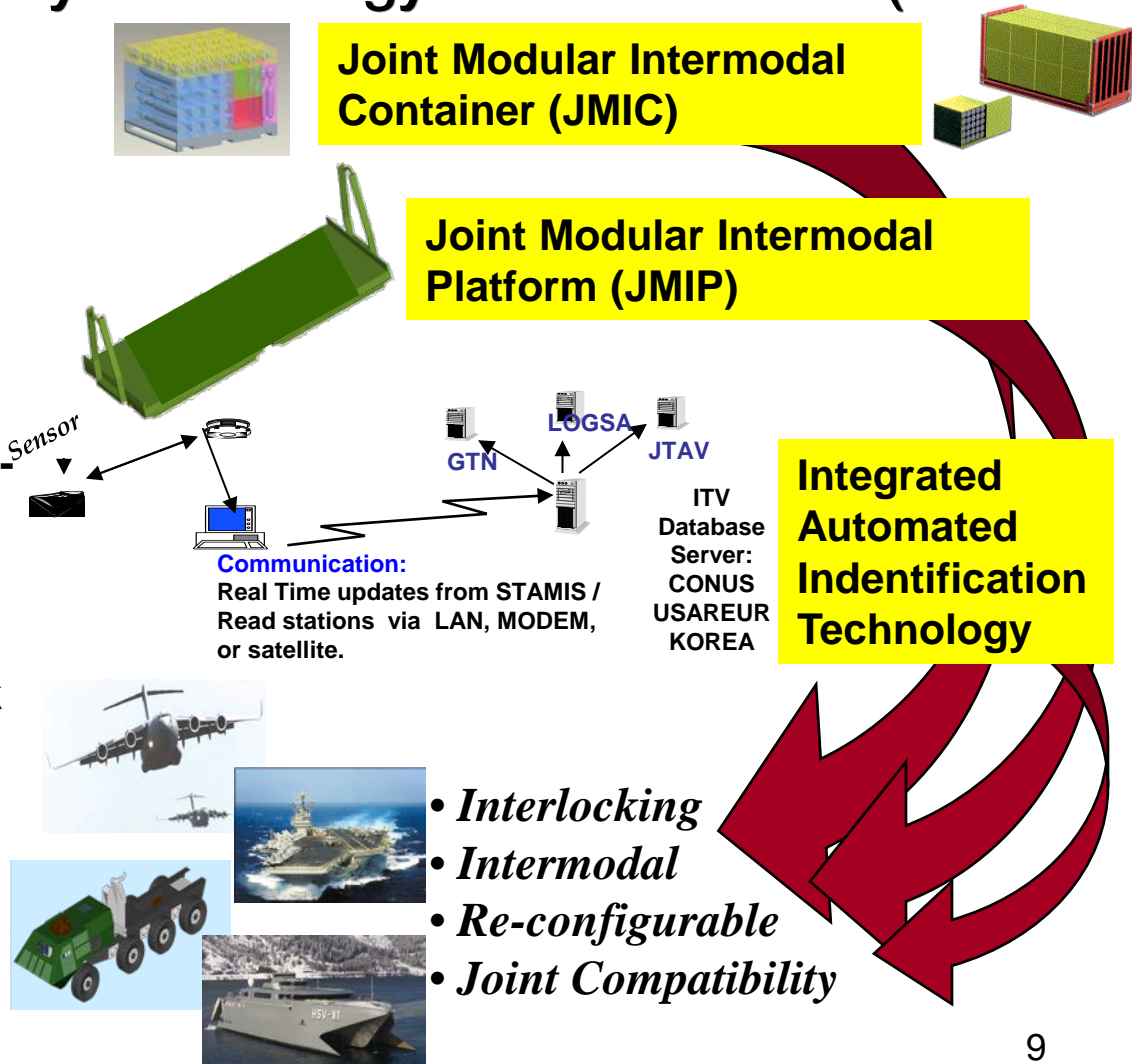 Joint Modular Intermodal
Container (JMIC)
Joint Modular Intermodal
Platform (JMIP)
Sensor
GTN
LOGSA
JTAV
ITV
Database
Server:
CONUS
USAREUR
KOREA
Integrated
Automated
Indentification
Technology
Communication:
Real Time updates from STAMIS /
Read stations via LAN, MODEM,
or satellite.
• Interlocking
• Intermodal
• Re-configurable
• Joint Compatibility
HSV-X1
9